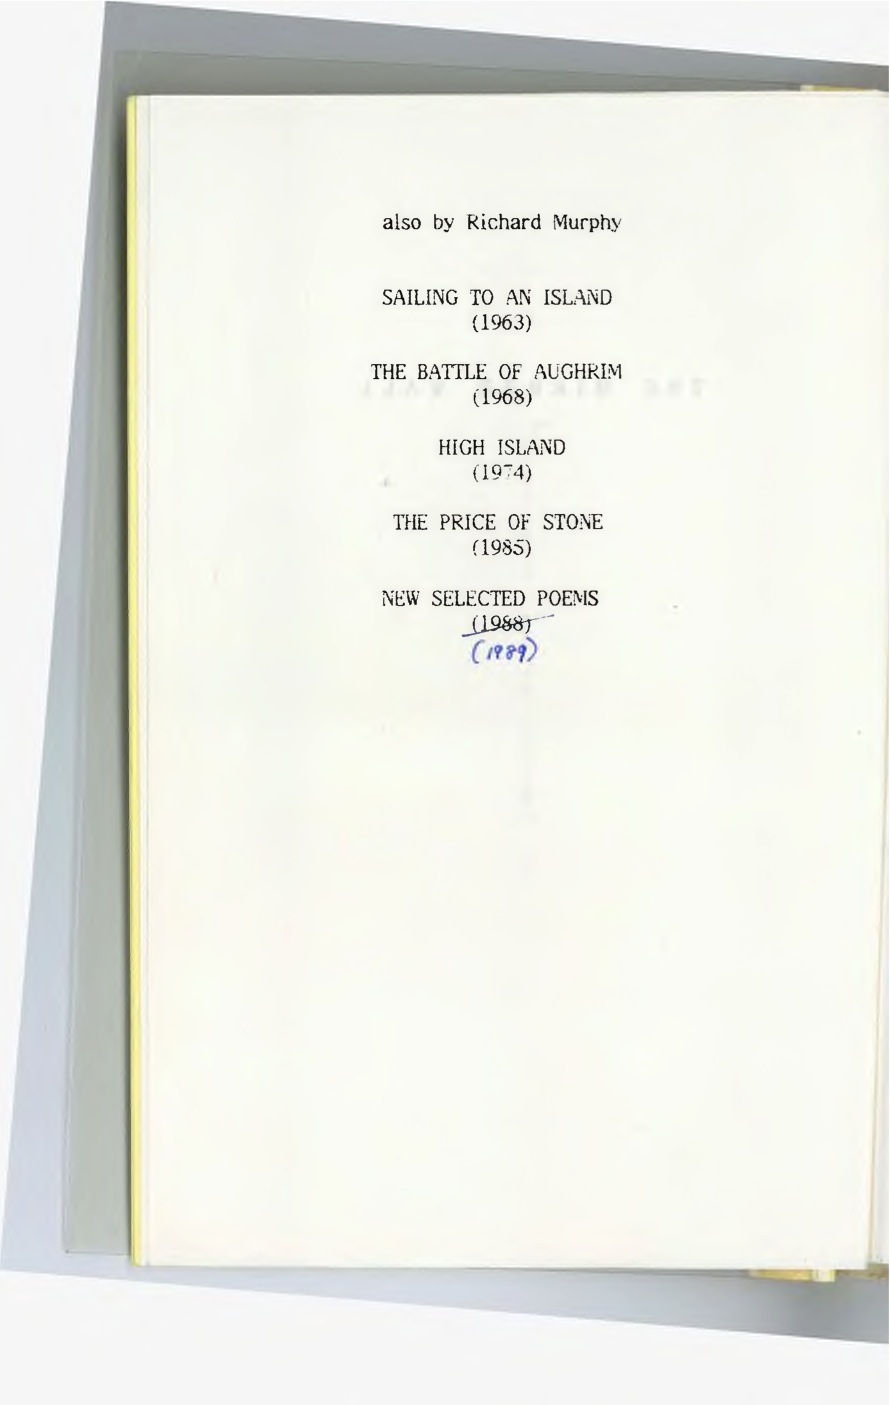 also by Richard Murphy
SAILING TO AN ISLAND
(1963)
THE BATTLE OF AUGHRIM
(1968)
HIGH ISLAND
(1974)
THE PRICE OF STONE
(1985)
NEW SELECTED POEMS
(1988)
(1989)